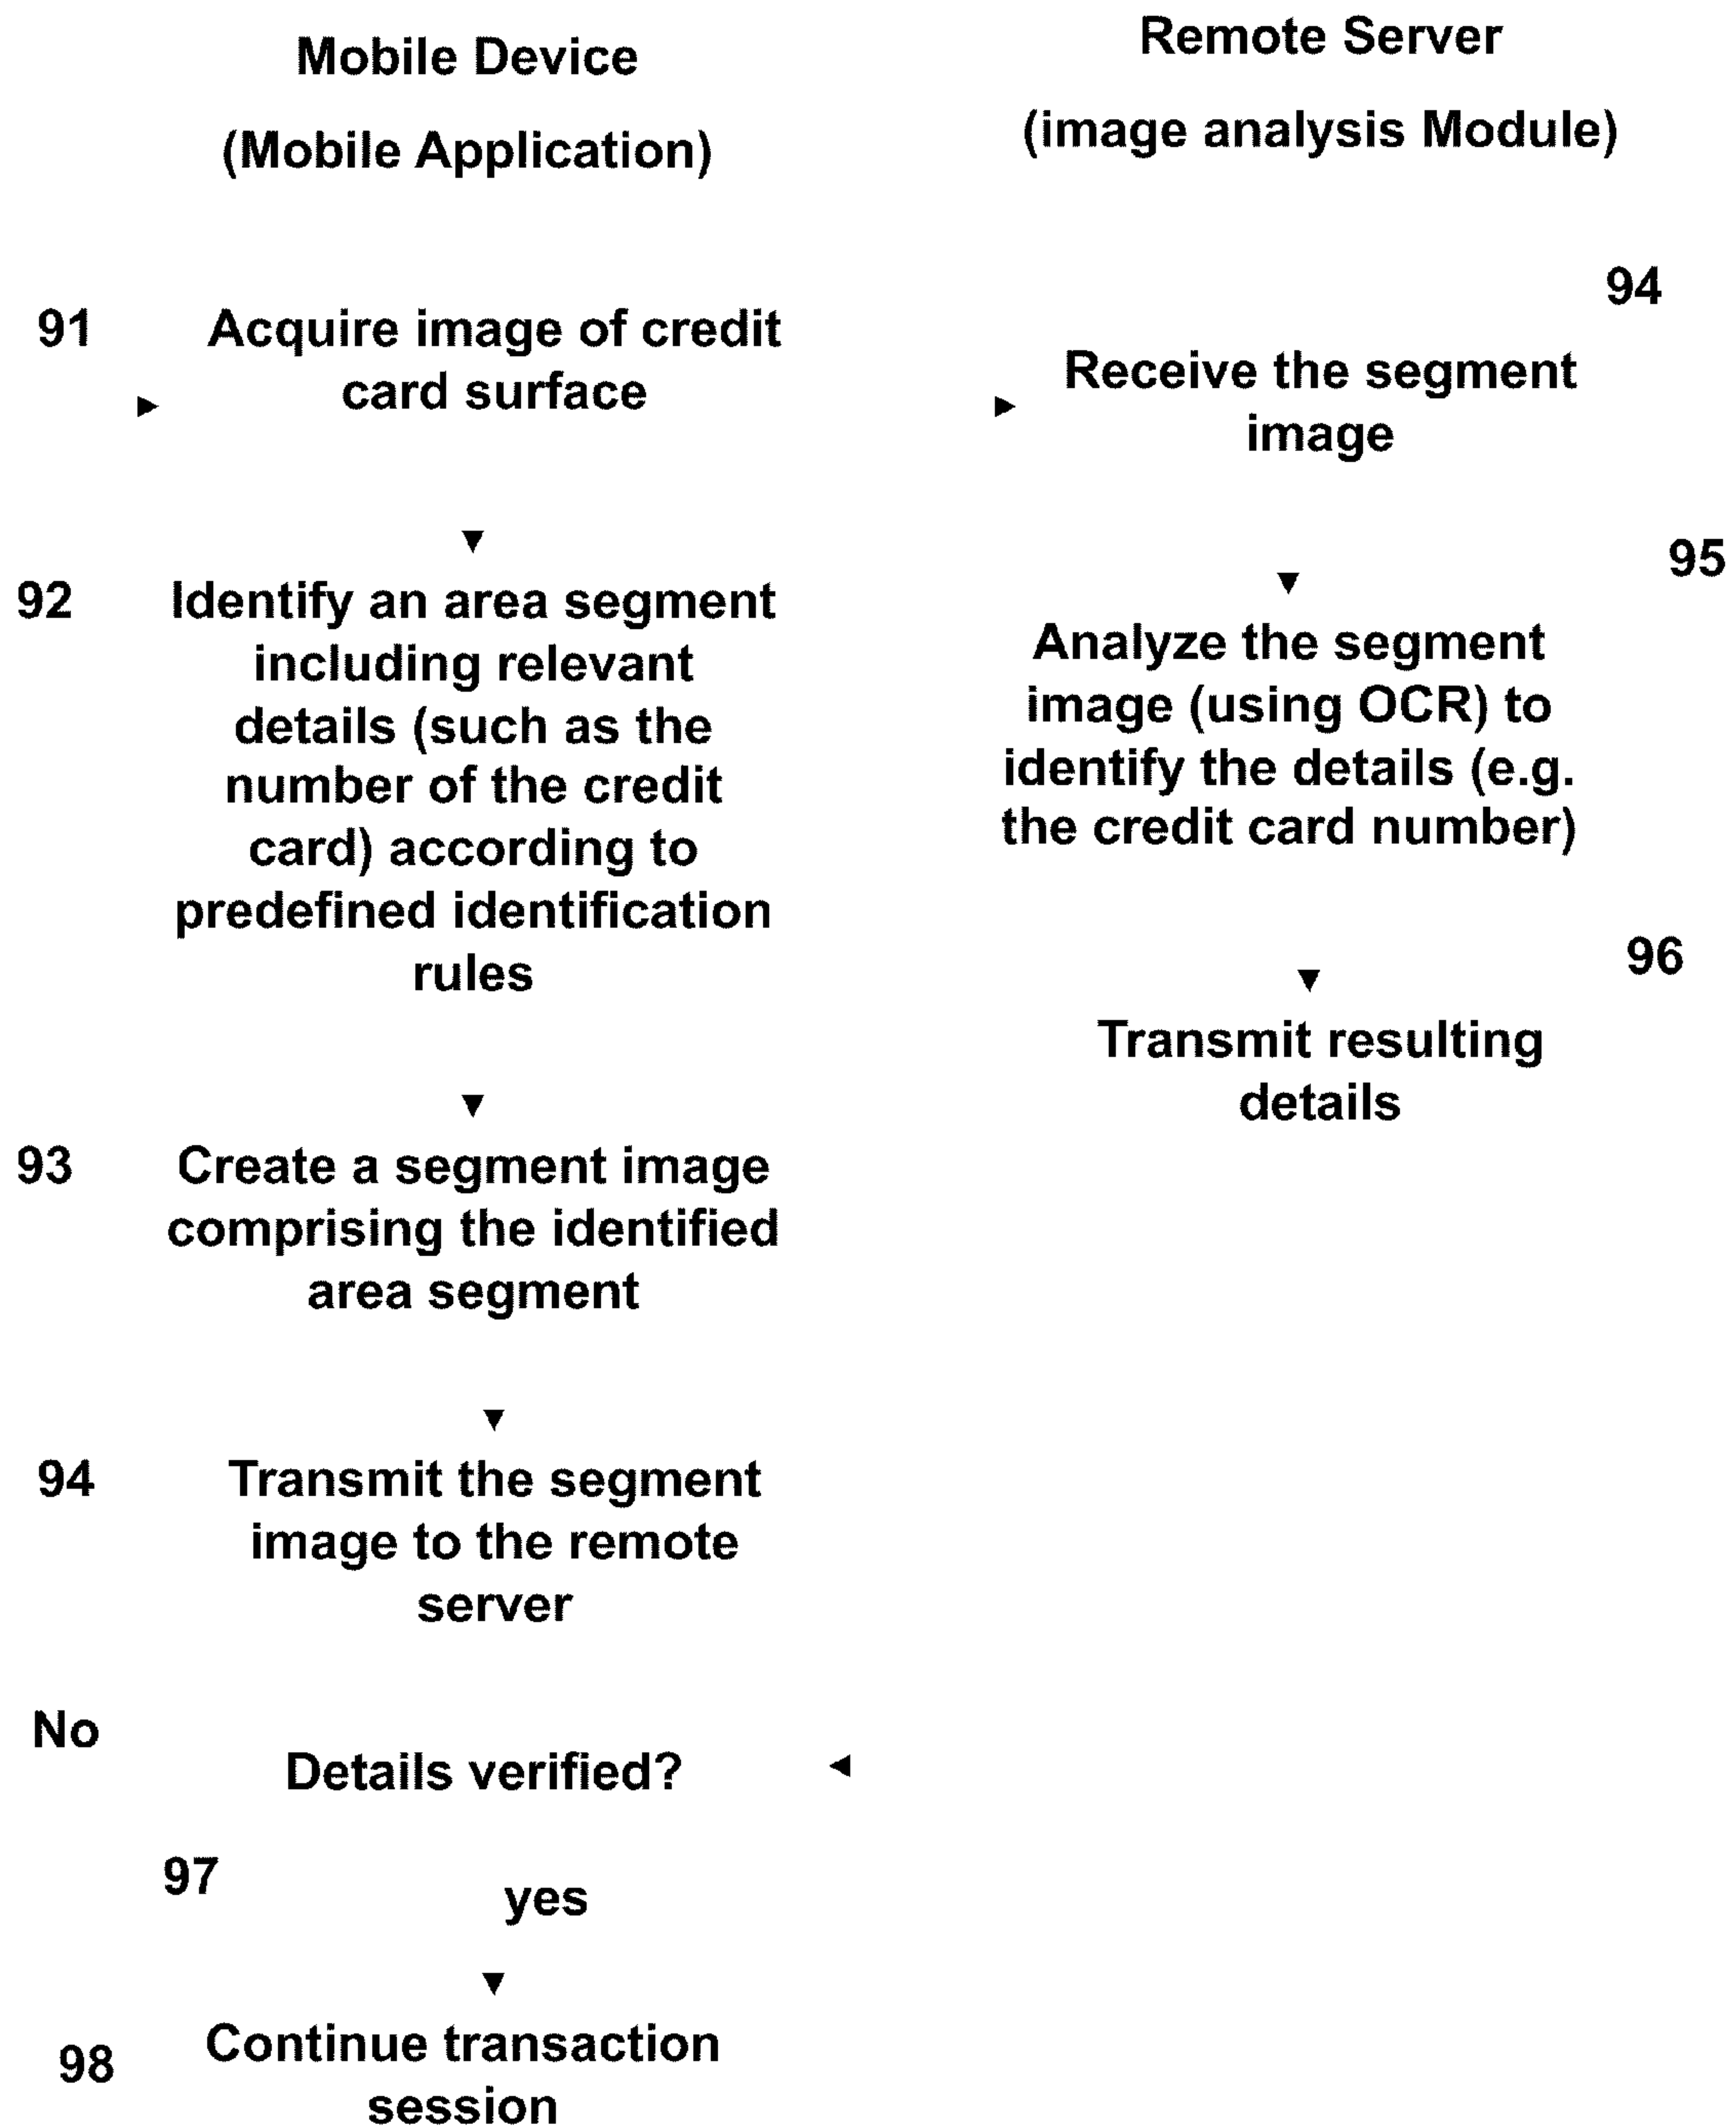 Mobile Device
(Mobile Application)
91
Acquire image of credit
card surface
92
Identify an area segment
including relevant
details (such as the
number of the credit
card) according to
predefined identification
rules
93
Create a segment image
comprising the identified
area segment
94
Transmit the segment
image to the remote
server
No
Details verified?
97
yes
98
Continue transaction
session
Remote Server
(image analysis Module)
94
Receive the segment
image
95
Analyze the segment
image (using OCR) to
identify the details (e.g.
the credit card number)
96
Transmit resulting
details